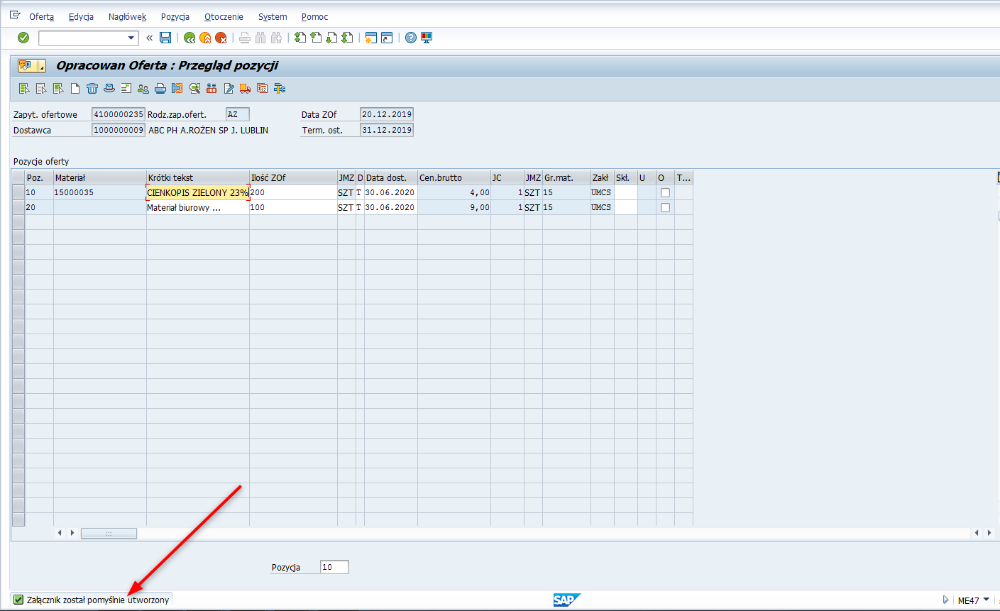 Oferta Edycja Nagłówek Pozycja Otoczenie System Pomoc
Opracowan Oferta : Przegląd pozycji
Zapyt. ofertowe 4100000235 Rodz.zap.ofert. AZ Data ZOf 20.12.2019
Dostawca 1000000009 ABC PH A.ROŻEN SP J. LUBLIN Term. ost. 31.12.2019
Pozycje oferty
Poz. Materiał Krótki tekst Ilość ZOf JMZ D Data dost. Cen.brutto JC JMZ Gr.mat. Zakł Skł. U O T...
10 15000035 CIENKOPIS ZIELONY 23% 200 SZT T 30.06.2020 4,00 1 SZT 15 UMCS
20 Materiał biurowy ... 100 SZT T 30.06.2020 9,00 1 SZT 15 UMCS
Pozycja 10
Załącznik został pomyślnie utworzony SAP ME47